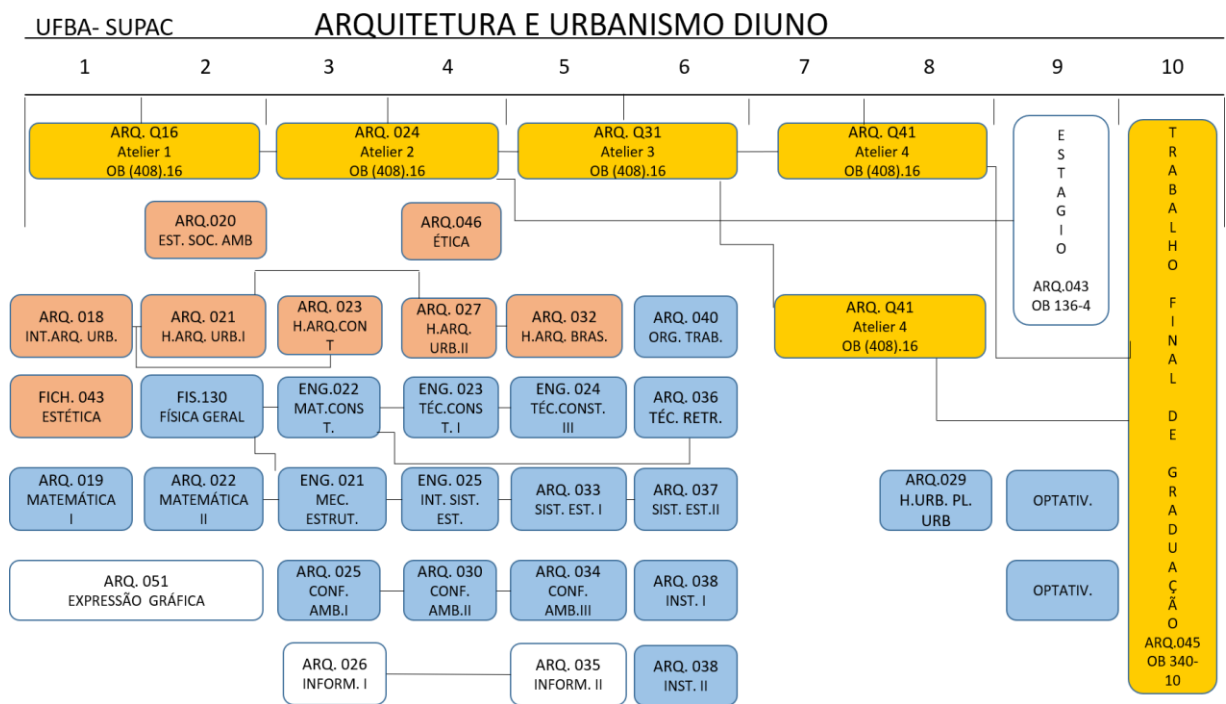 UFBA- SUPAC
ARQUITETURA E URBANISMO DIUNO
1 2 3 4 5 6 7 8 9 10
ARQ. Q16
Atelier 1
OB (408).16
ARQ. 024
Atelier 2
OB (408).16
ARQ. Q31
Atelier 3
OB (408).16
ARQ. Q41
Atelier 4
OB (408).16
E
S
T
A
G
I
O
ARQ.043
OB 136-4
T
R
A
B
A
L
H
O
F
I
N
A
L
D
E
G
R
A
D
U
A
Ç
Ã
O
ARQ.045
OB 340-
10
ARQ.020
EST. SOC. AMB
ARQ.046
ÉTICA
ARQ. 018
INT.ARQ. URB.
ARQ. 021
H.ARQ. URB.I
ARQ. 023
H.ARQ.CON
T
ARQ. 027
H.ARQ.
URB.II
ARQ. 032
H.ARQ. BRAS.
ARQ. 040
ORG. TRAB.
ARQ. Q41
Atelier 4
OB (408).16
FICH. 043
ESTÉTICA
FIS.130
FÍSICA GERAL
ENG.022
MAT.CONS
T.
ENG. 023
TÉC.CONS
T. I
ENG. 024
TÉC.CONST.
III
ARQ. 036
TÉC. RETR.
ARQ. 019
MATEMÁTICA
I
ARQ. 022
MATEMÁTICA
II
ENG. 021
MEC.
ESTRUT.
ENG. 025
INT. SIST.
EST.
ARQ. 033
SIST. EST. I
ARQ. 037
SIST. EST.II
ARQ.029
H.URB. PL.
URB
OPTATIV.
ARQ. 051
EXPRESSÃO GRÁFICA
ARQ. 025
CONF.
AMB.I
ARQ. 030
CONF.
AMB.II
ARQ. 034
CONF.
AMB.III
ARQ. 038
INST. I
OPTATIV.
ARQ. 026
INFORM. I
ARQ. 035
INFORM. II
ARQ. 038
INST. II